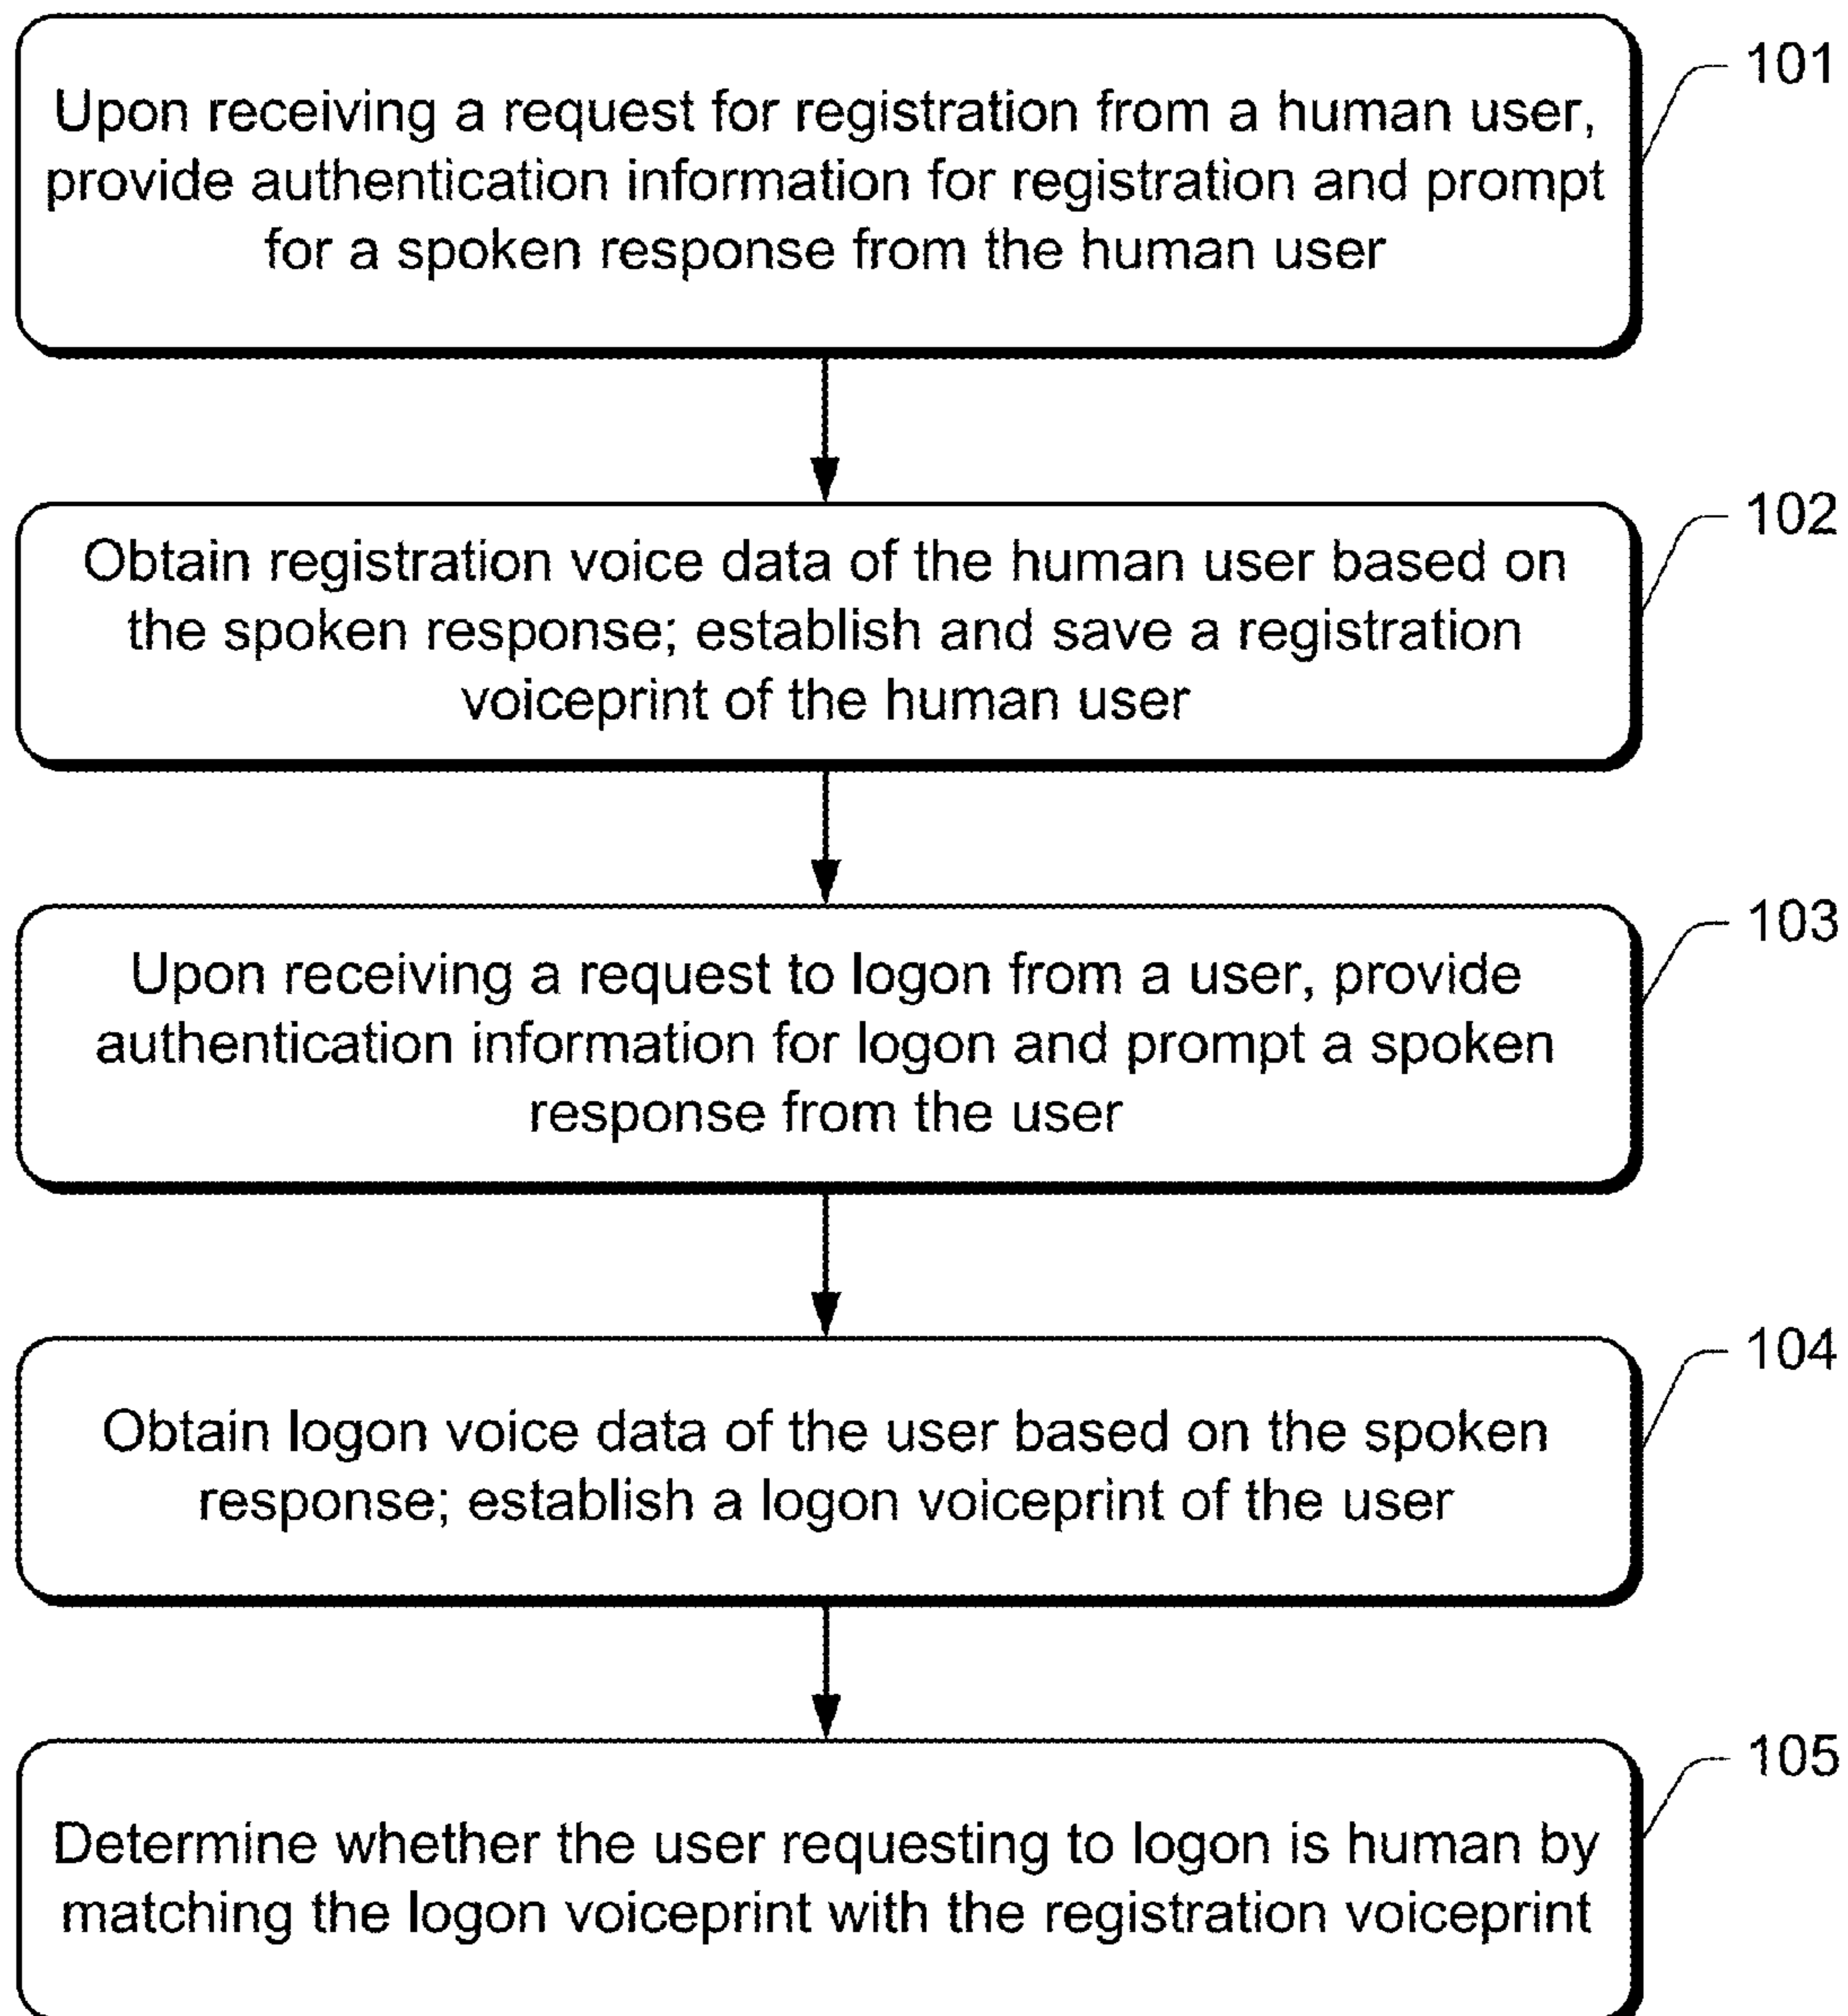 101
Upon receiving a request for registration from a human user,
provide authentication information for registration and prompt
for a spoken response from the human user
102
Obtain registration voice data of the human user based on
the spoken response; establish and save a registration
voiceprint of the human user
103
Upon receiving a request to logon from a user, provide
authentication information for logon and prompt a spoken
response from the user
104
Obtain logon voice data of the user based on the spoken
response; establish a logon voiceprint of the user
105
Determine whether the user requesting to logon is human by
matching the logon voiceprint with the registration voiceprint